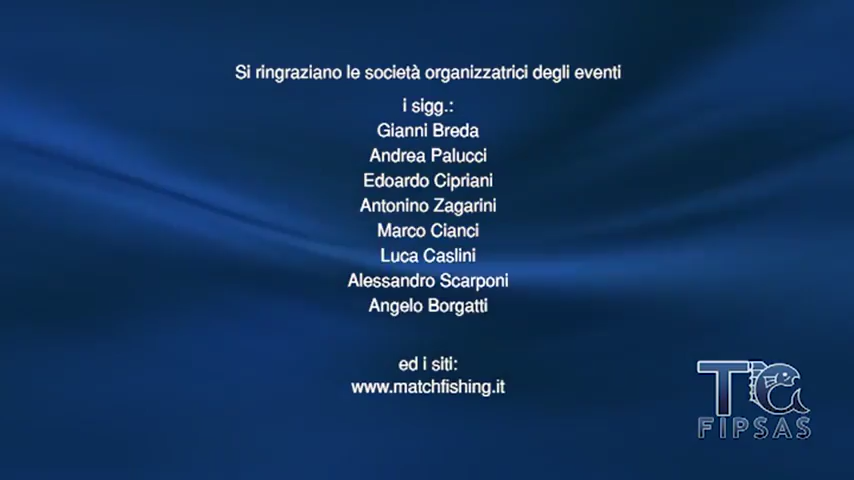 Si ringraziano le società organizzatrici degli eventi
i sigg.:
Gianni Breda
Andrea Palucci
Edoardo Cipriani
Antonino Zagarini
Marco Cianci
Luca Caslini
Alessandro Scarponi
Angelo Borgatti
ed i siti:
www.matchfishing.it
TG
FIPSAS